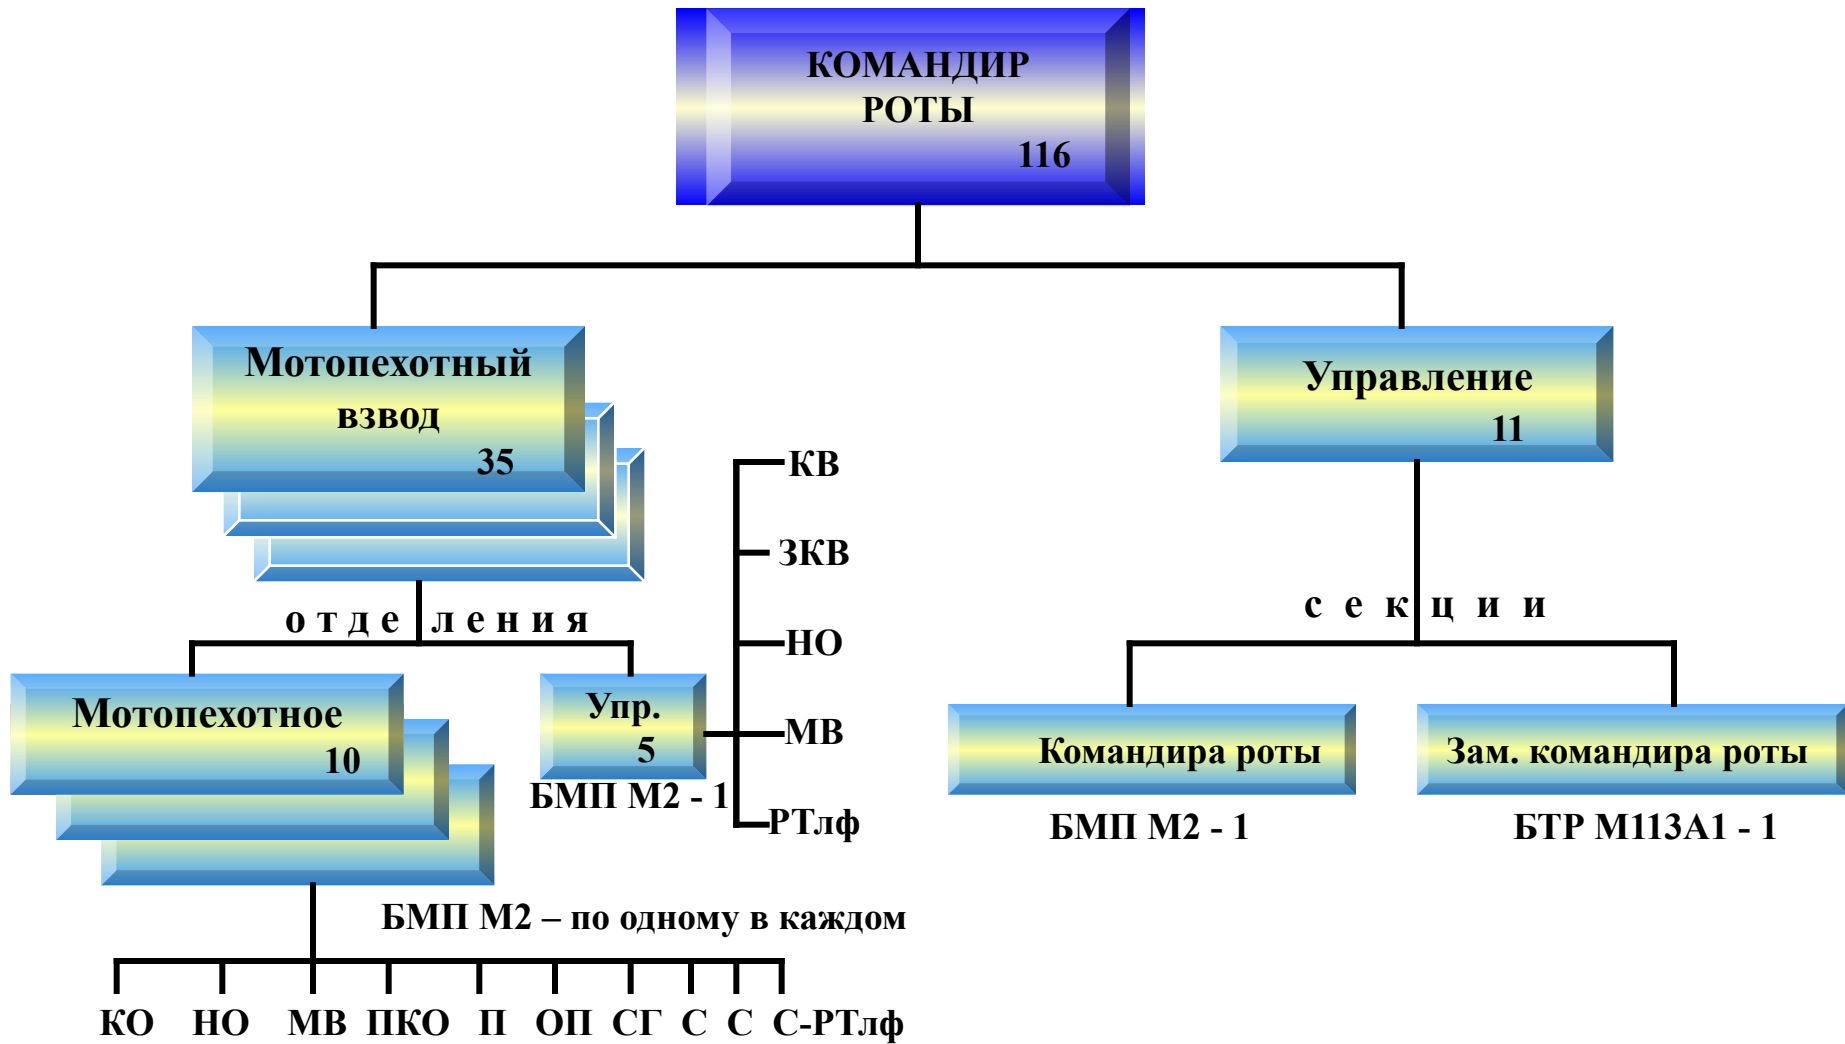 КОМАНДИР
РОТЫ
116
Мотопехотный
взвод
35
Управление
11
КВ
ЗКВ
НО
МВ
РТлф
о т д е л е н и я
с е к ц и и
Мотопехотное
10
Упр.
5
БМП М2 - 1
Командира роты
БМП М2 - 1
Зам. командира роты
БТР М113А1 - 1
БМП М2 – по одному в каждом
КО НО МВ ПКО П ОП СГ С С С-РТлф